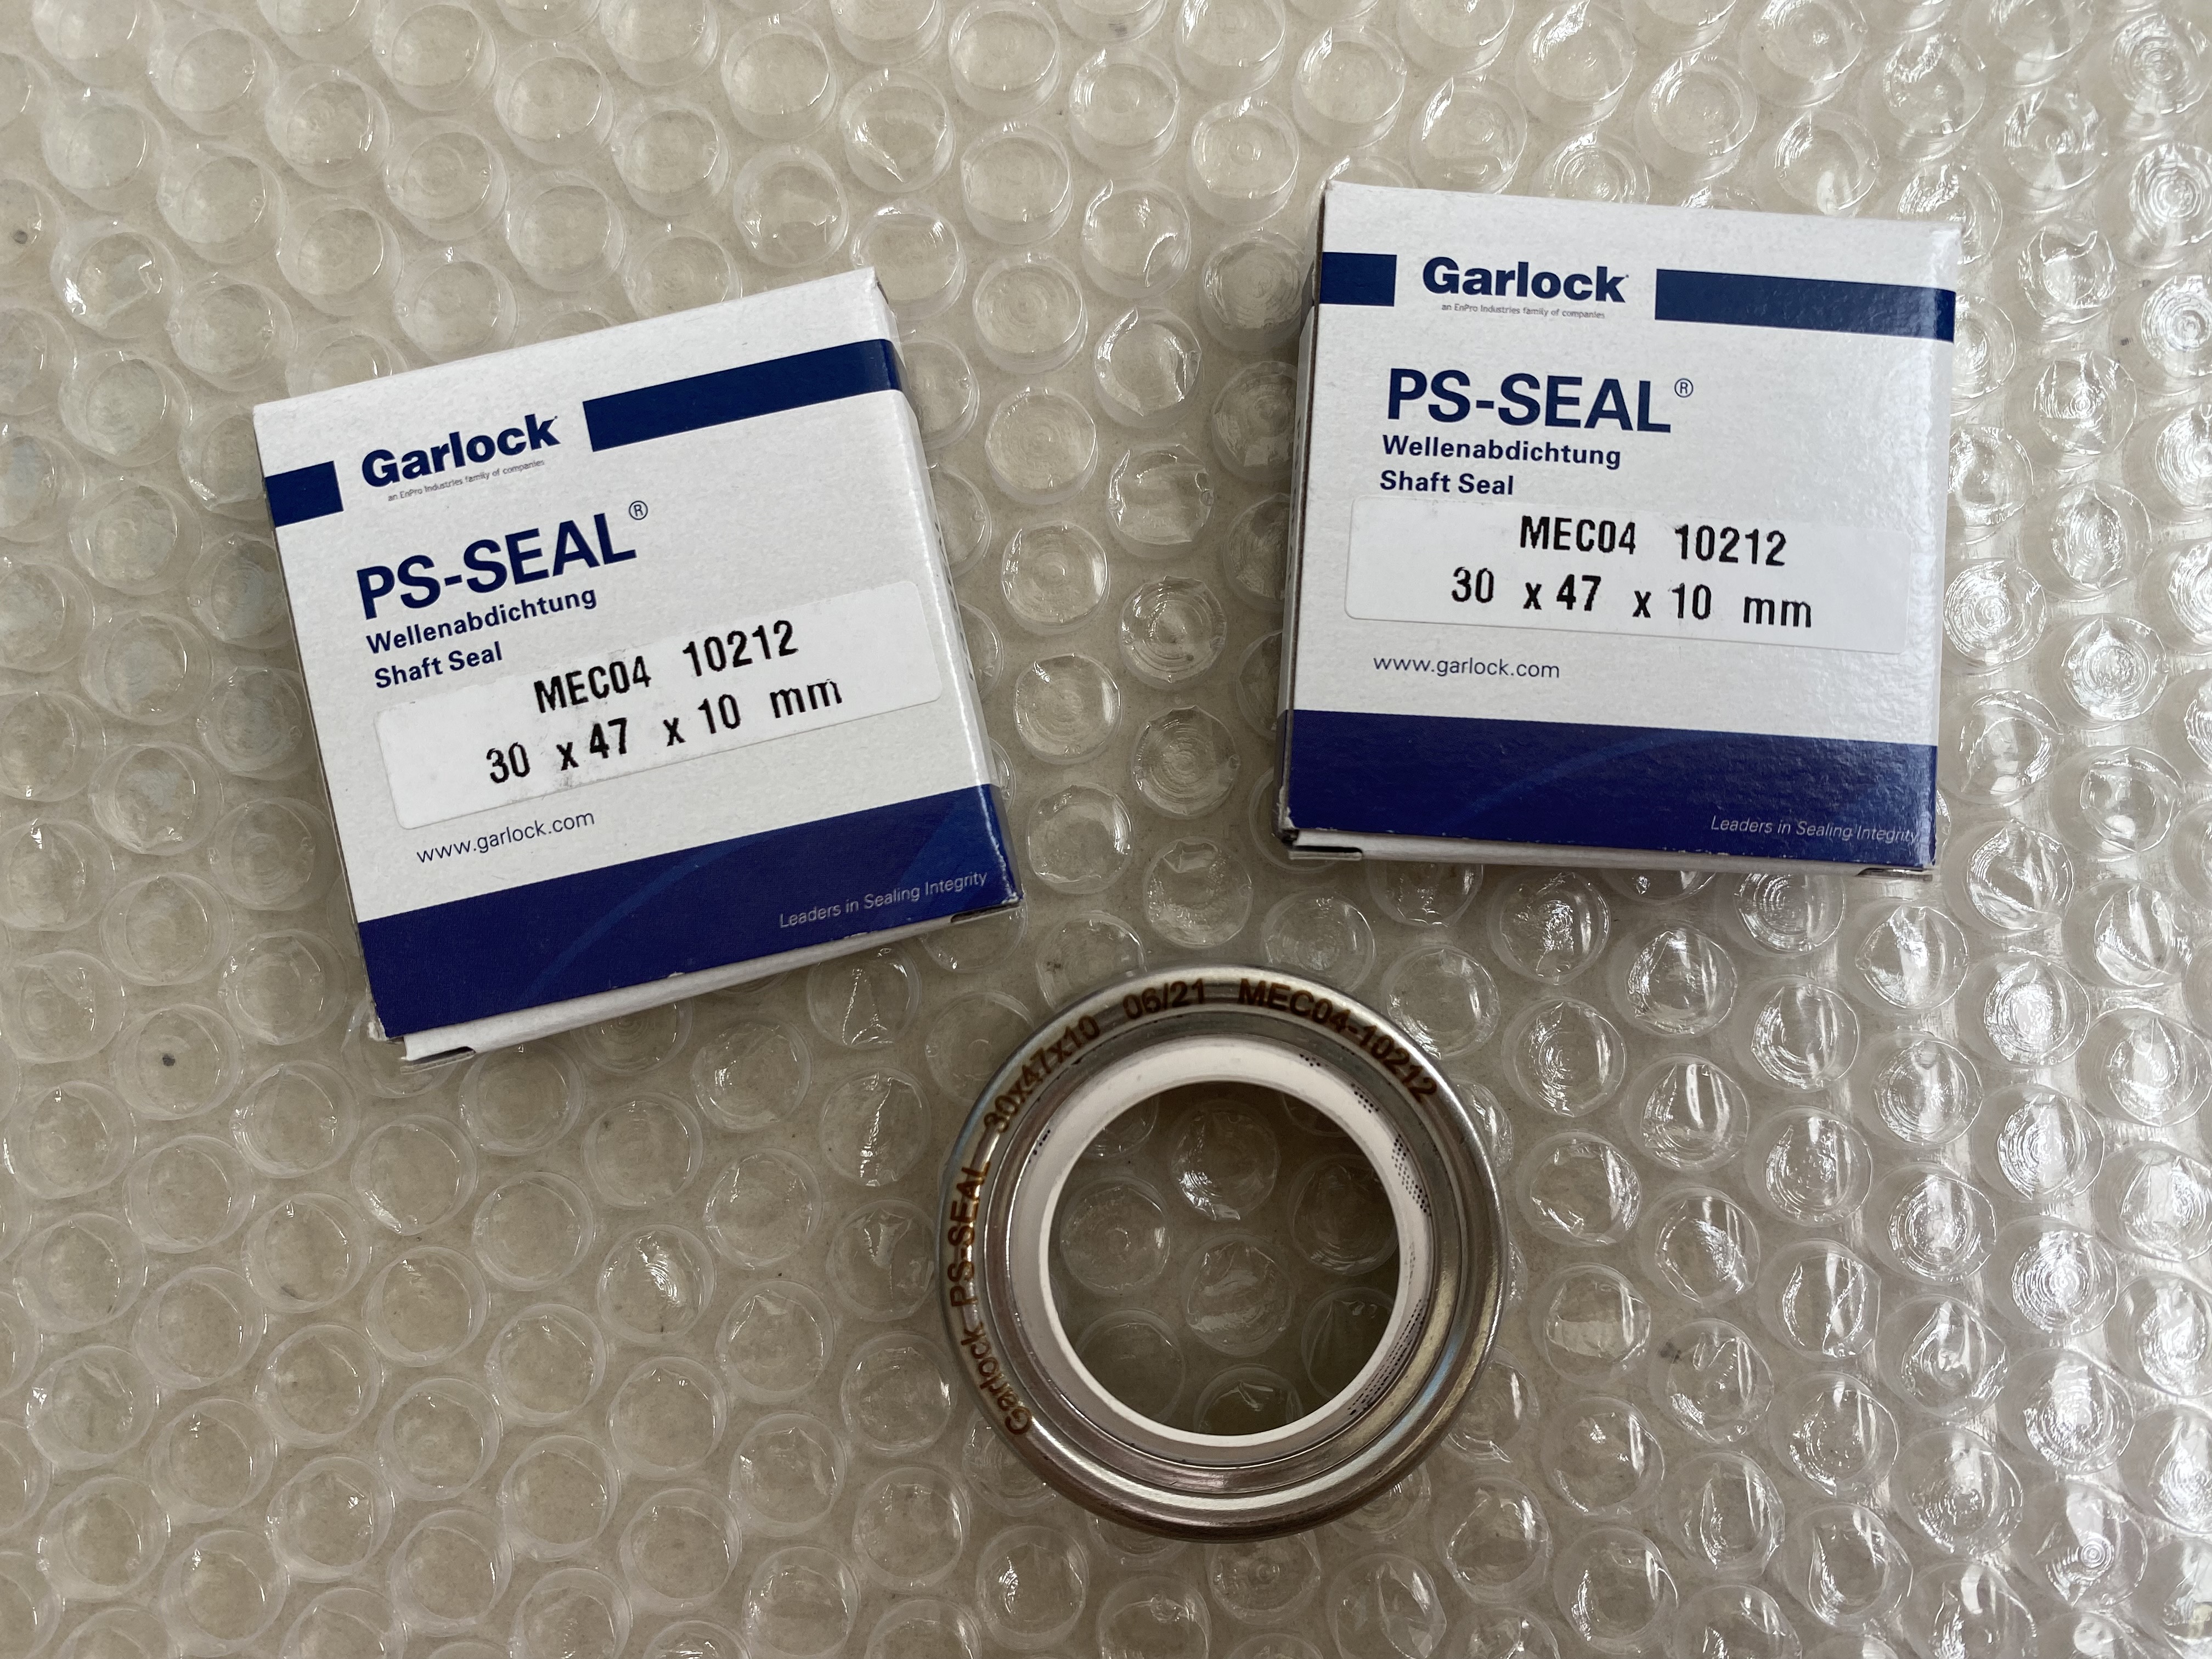 Garlock
an EnPro Industries family of companies
PS-SEAL®
Wellenabdichtung
Shaft Seal
MEC04 10212
30 x 47 x 10 mm
www.garlock.com
Leaders in Sealing Integrity
Garlock
an EnPro Industries family of companies
PS-SEAL®
Wellenabdichtung
Shaft Seal
MEC04 10212
30 x 47 x 10 mm
www.garlock.com
Leaders in Sealing Integrity
Garlock PS-SEAL 30x47x10 06/21 MEC04-10212